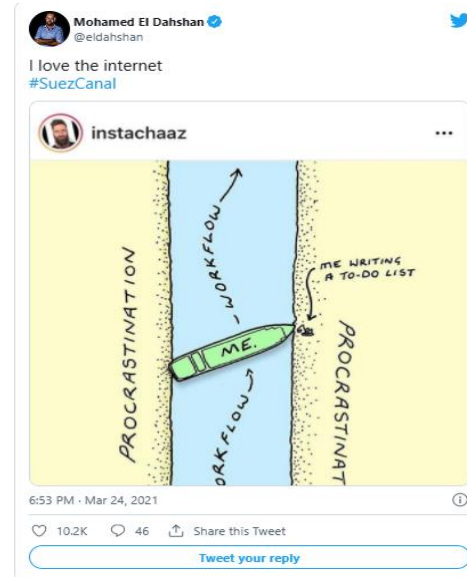 Mohamed El Dahshan
@eldahshan
I love the internet
#SuezCanal
instachaaz
...
WORKFLOW
PROCRASTINATION
ME WRITING
A TO-DO LIST
ME.
PROCRASTINAT
ORKFLOW
6:53 PM · Mar 24, 2021
10.2K 46 Share this Tweet
Tweet your reply